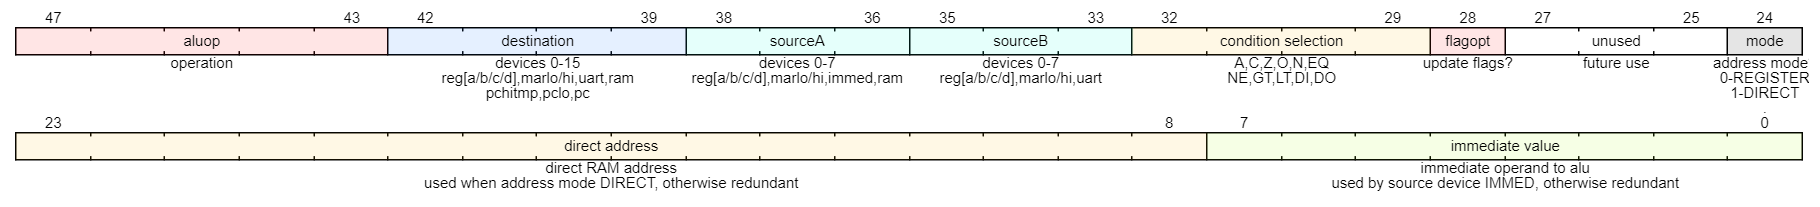 47 43 42 39 38 36 35 33 32 29 28 27 25 24
aluop destination sourceA sourceB condition selection flagopt unused mode
operation devices 0-15 devices 0-7 devices 0-7 A,C,Z,O,N,EQ update flags? future use address mode
reg[a/b/c/d],marlo/hi,uart,ram reg[a/b/c/d],marlo/hi,immed,ram reg[a/b/c/d],marlo/hi,uart NE,GT,LT,DI,DO 0-REGISTER
pchitmp,pclo,pc 1-DIRECT
23 8 7 0
direct address immediate value
direct RAM address immediate operand to alu
used when address mode DIRECT, otherwise redundant used by source device IMMED, otherwise redundant